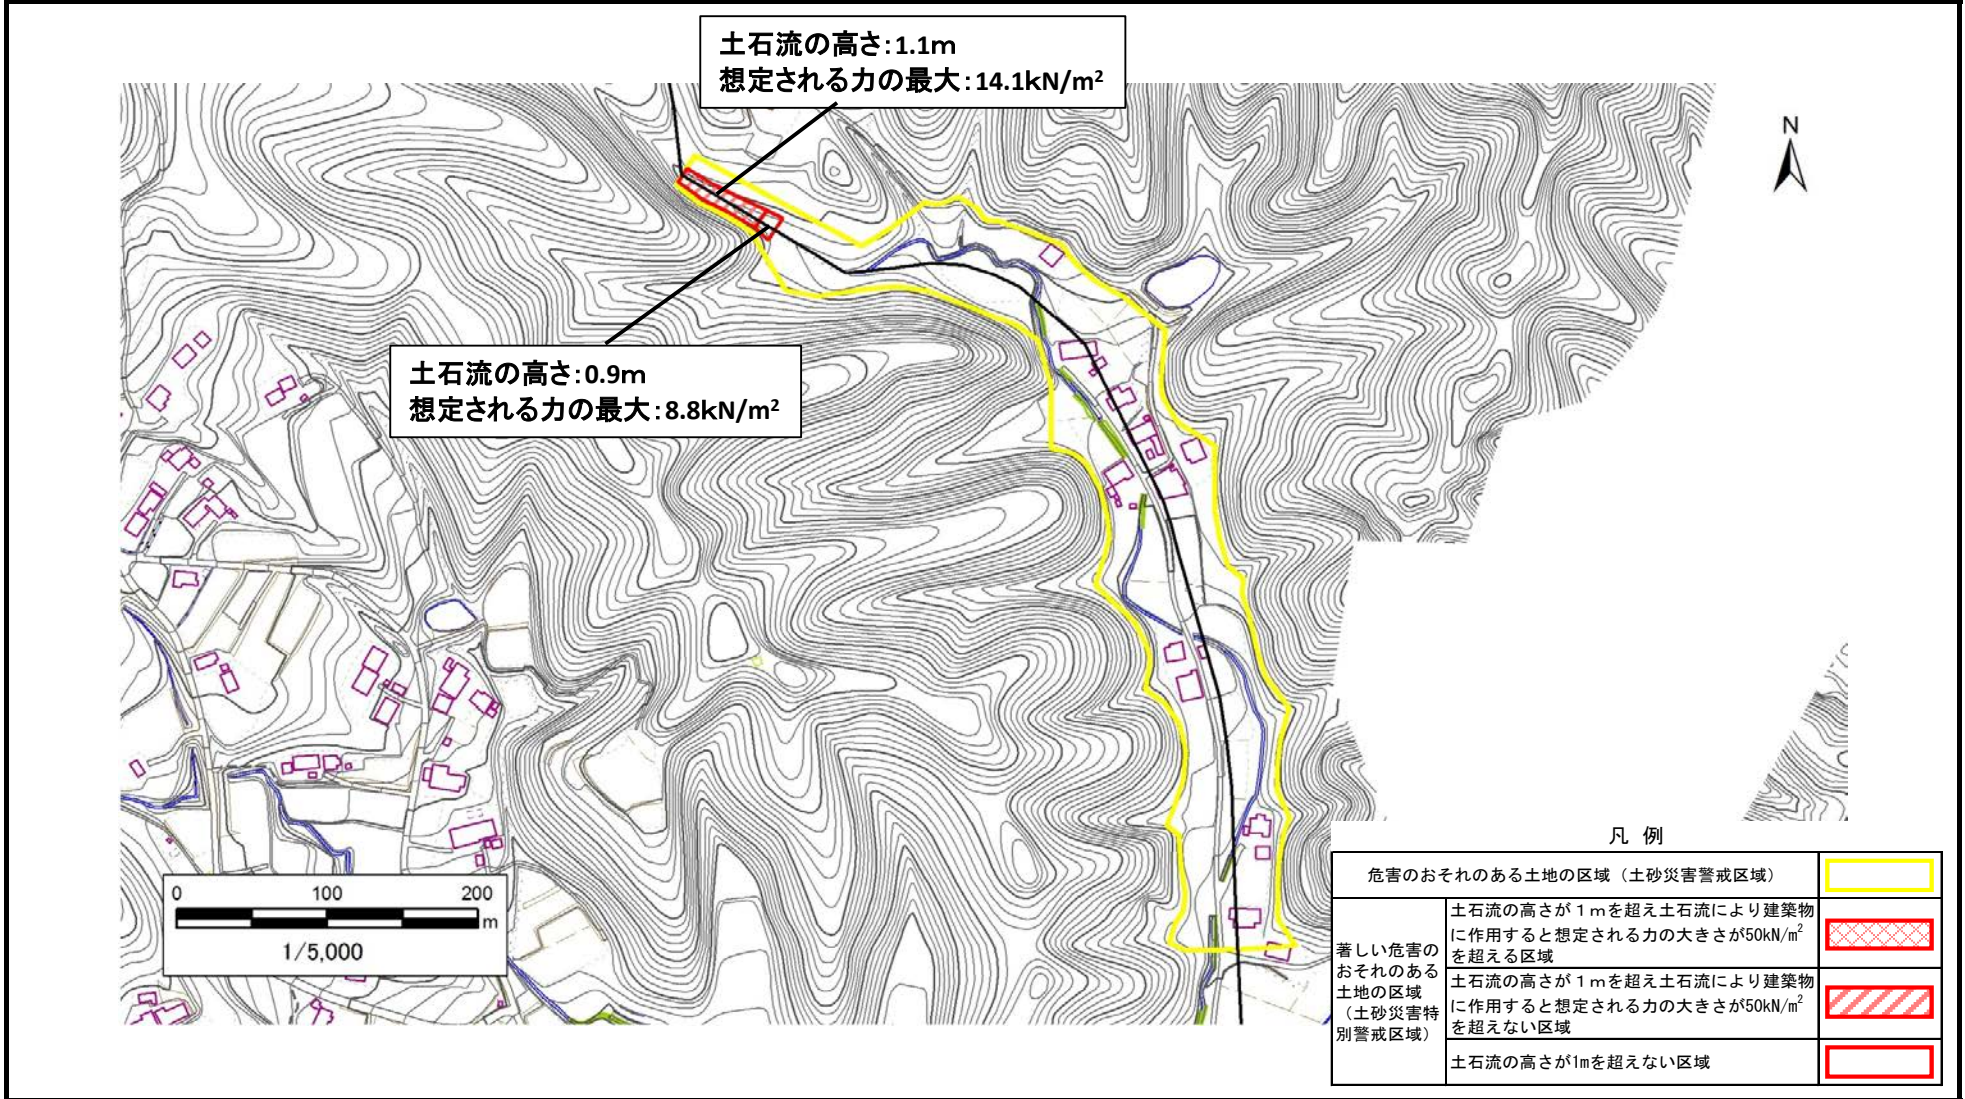 土石流の高さ:1.1m
想定される力の最大:14.1kN/m²
N
土石流の高さ:0.9m
想定される力の最大:8.8kN/m²
0 100 200
m
1/5,000
凡 例
危害のおそれのある土地の区域（土砂災害警戒区域）
著しい危害の
おそれのある
土地の区域
（土砂災害特
別警戒区域）
土石流の高さが1mを超え土石流により建築物
に作用すると想定される力の大きさが50kN/m²
を超える区域
土石流の高さが1mを超え土石流により建築物
に作用すると想定される力の大きさが50kN/m²
を超えない区域
土石流の高さが1mを超えない区域